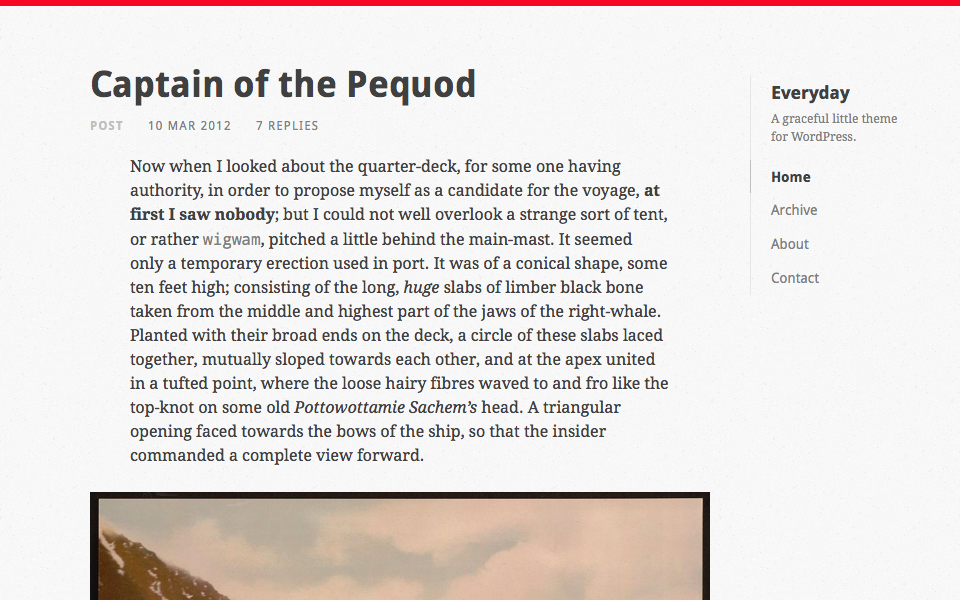 Captain of the Pequod
POST 10 MAR 2012 7 REPLIES
Now when I looked about the quarter-deck, for some one having
authority, in order to propose myself as a candidate for the voyage, at
first I saw nobody; but I could not well overlook a strange sort of tent,
or rather wigwam, pitched a little behind the main-mast. It seemed
only a temporary erection used in port. It was of a conical shape, some
ten feet high; consisting of the long, huge slabs of limber black bone
taken from the middle and highest part of the jaws of the right-whale.
Planted with their broad ends on the deck, a circle of these slabs laced
together, mutually sloped towards each other, and at the apex united
in a tufted point, where the loose hairy fibres waved to and fro like the
top-knot on some old Pottowottamie Sachem’s head. A triangular
opening faced towards the bows of the ship, so that the insider
commanded a complete view forward.
Everyday
A graceful little theme
for WordPress.
Home
Archive
About
Contact